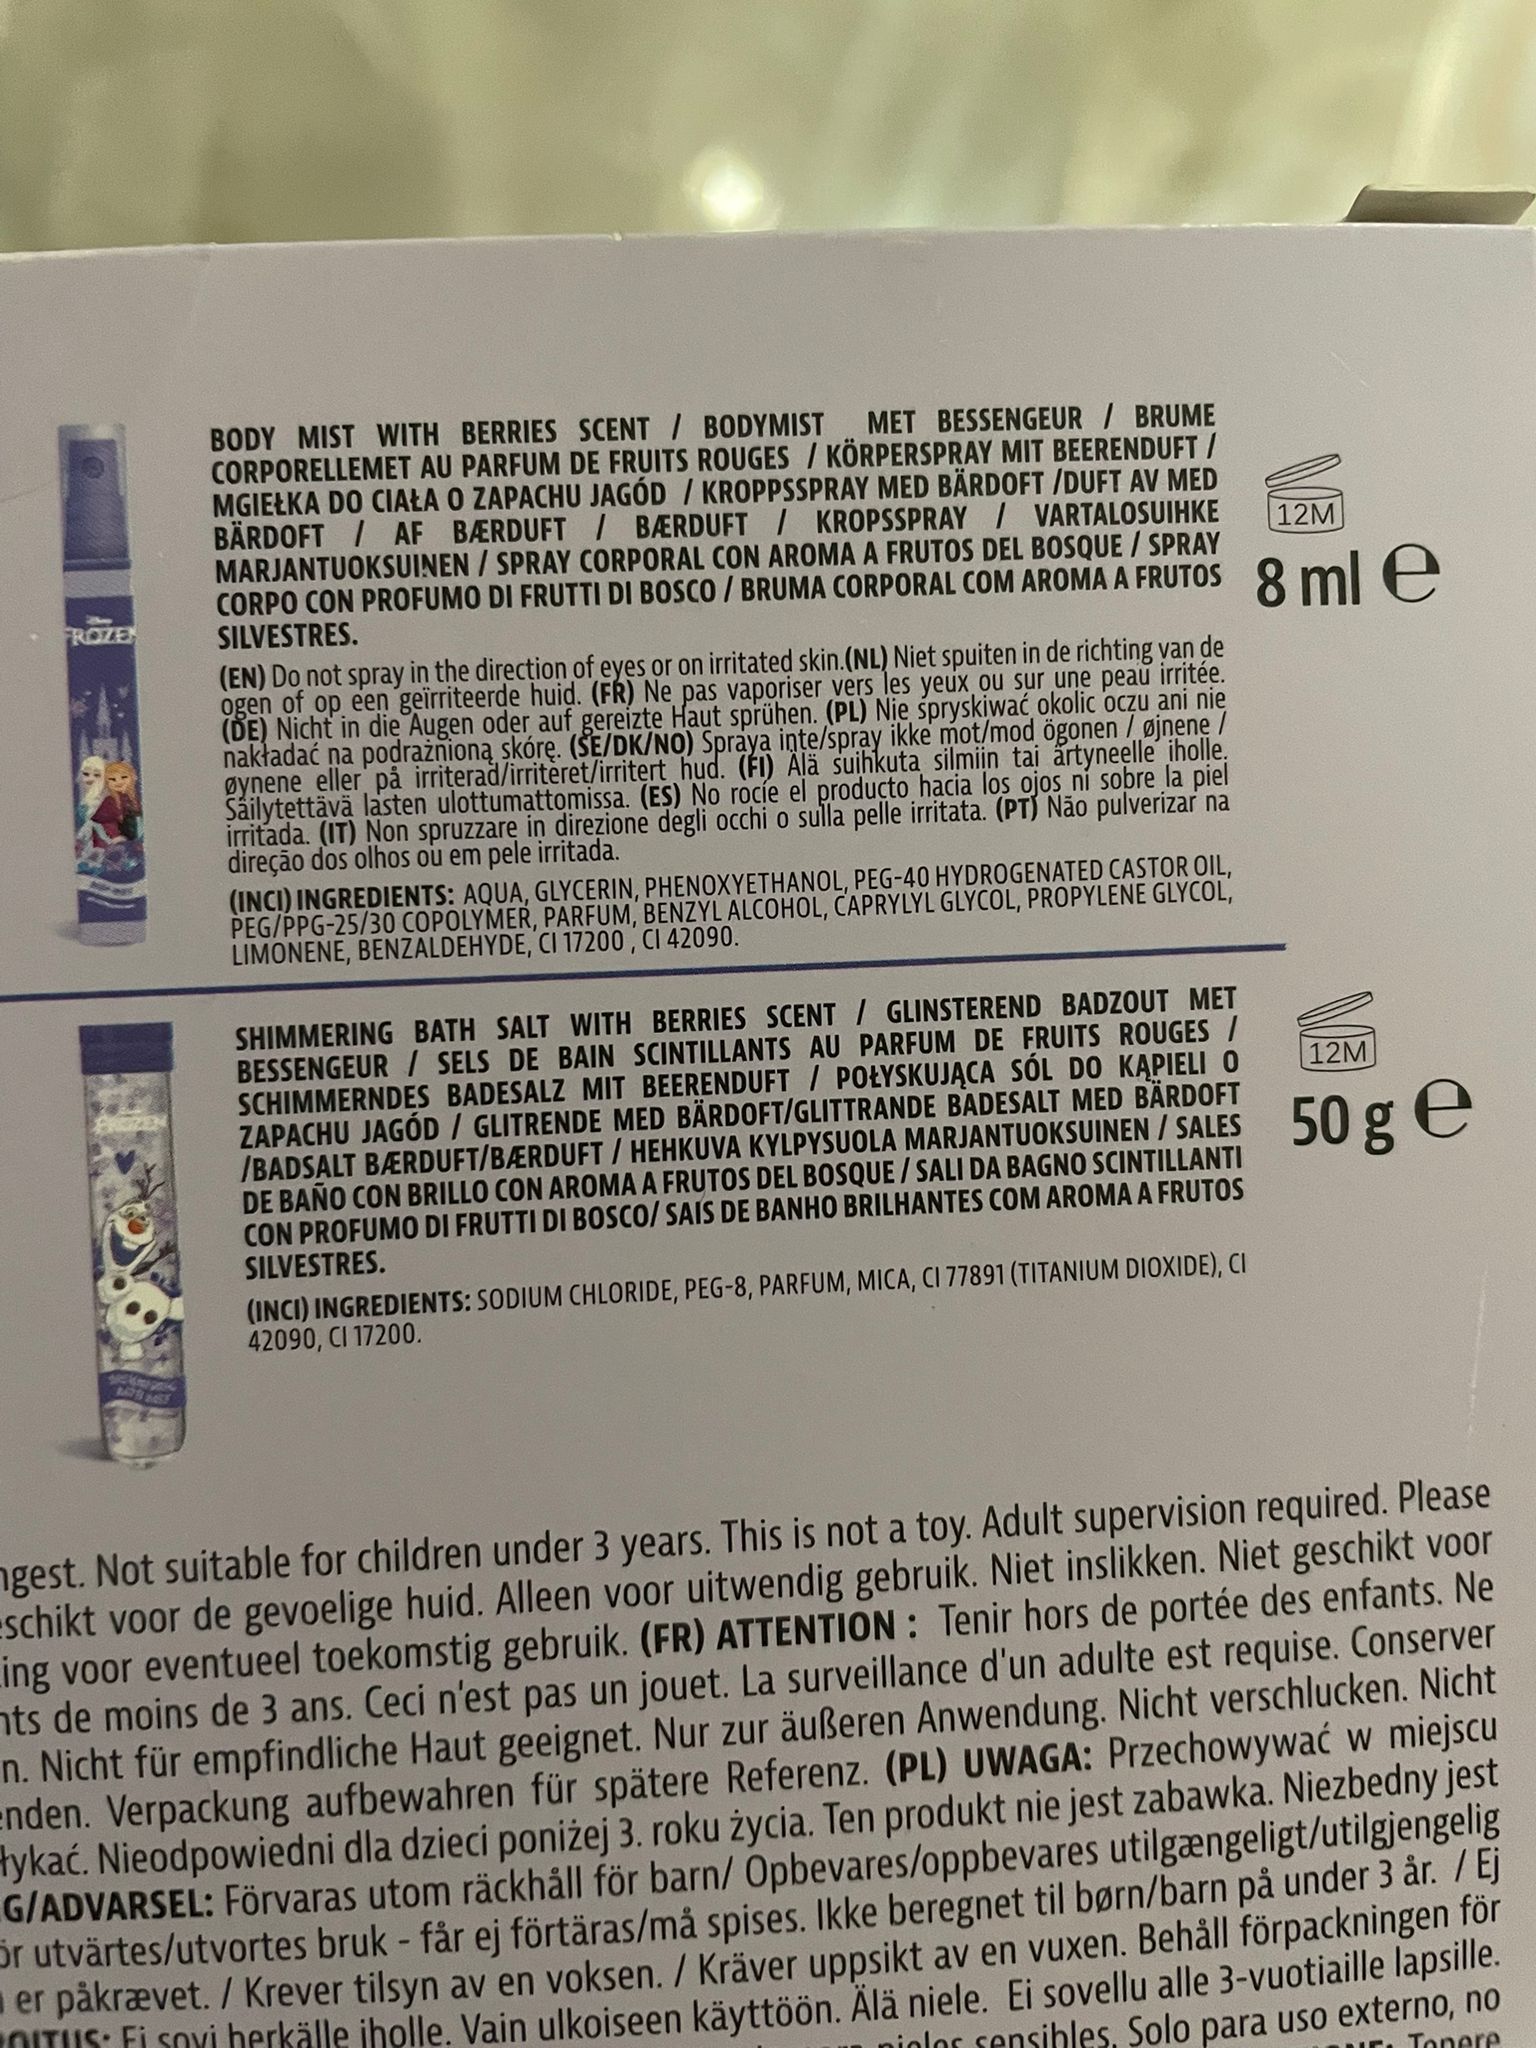 BODY MIST WITH BERRIES SCENT / BODYMIST MET BESSENGEUR / BRUME
CORPORELLEMET AU PARFUM DE FRUITS ROUGES / KÖRPERSPRAY MIT BEERENDUFT /
MGIEŁKA DO CIAŁA O ZAPACHU JAGÓD / KROPPSSPRAY MED BÄRDOFT /DUFT AV MED
BÄRDOFT / AF BÆRDUFT / BÆRDUFT / KROPSSPRAY / VARTALOSUIHKE
MARJANTUOKSUINEN / SPRAY CORPORAL CON AROMA A FRUTOS DEL BOSQUE / SPRAY
CORPO CON PROFUMO DI FRUTTI DI BOSCO / BRUMA CORPORAL COM AROMA A FRUTOS
SILVESTRES.
12M
8 ml e
Disney
FROZEN
(EN) Do not spray in the direction of eyes or on irritated skin.(NL) Niet spuiten in de richting van de
ogen of op een geïrriteerde huid. (FR) Ne pas vaporiser vers les yeux ou sur une peau irritée.
(DE) Nicht in die Augen oder auf gereizte Haut sprühen. (PL) Nie spryskiwać okolic oczu ani nie
nakładać na podrażnioną skórę. (SE/DK/NO) Spraya inte/spray ikke mot/mod ögonen / øjnene /
øynene eller på irriterad/irriteret/irritert hud. (FI) Älä suihkuta silmiin tai ärtyneelle iholle.
Säilytettävä lasten ulottumattomissa. (ES) No rocíe el producto hacia los ojos ni sobre la piel
irritada. (IT) Non spruzzare in direzione degli occhi o sulla pelle irritata. (PT) Não pulverizar na
direção dos olhos ou em pele irritada.
(INCI) INGREDIENTS: AQUA, GLYCERIN, PHENOXYETHANOL, PEG-40 HYDROGENATED CASTOR OIL,
PEG/PPG-25/30 COPOLYMER, PARFUM, BENZYL ALCOHOL, CAPRYLYL GLYCOL, PROPYLENE GLYCOL,
LIMONENE, BENZALDEHYDE, CI 17200 , CI 42090.
SHIMMERING BATH SALT WITH BERRIES SCENT / GLINSTEREND BADZOUT MET
BESSENGEUR / SELS DE BAIN SCINTILLANTS AU PARFUM DE FRUITS ROUGES /
SCHIMMERNDES BADESALZ MIT BEERENDUFT / POŁYSKUJĄCA SÓL DO KĄPIELI O
ZAPACHU JAGÓD / GLITRENDE MED BÄRDOFT/GLITTRANDE BADESALT MED BÄRDOFT
/BADSALT BÆRDUFT/BÆRDUFT / HEHKUVA KYLPYSUOLA MARJANTUOKSUINEN / SALES
DE BAÑO CON BRILLO CON AROMA A FRUTOS DEL BOSQUE / SALI DA BAGNO SCINTILLANTI
CON PROFUMO DI FRUTTI DI BOSCO/ SAIS DE BANHO BRILHANTES COM AROMA A FRUTOS
SILVESTRES.
12M
50 g e
FROZEN
(INCI) INGREDIENTS: SODIUM CHLORIDE, PEG-8, PARFUM, MICA, CI 77891 (TITANIUM DIOXIDE), CI
42090, CI 17200.
ngest. Not suitable for children under 3 years. This is not a toy. Adult supervision required. Please
eschikt voor de gevoelige huid. Alleen voor uitwendig gebruik. Niet inslikken. Niet geschikt voor
ing voor eventueel toekomstig gebruik. (FR) ATTENTION : Tenir hors de portée des enfants. Ne
nts de moins de 3 ans. Ceci n'est pas un jouet. La surveillance d'un adulte est requise. Conserver
n. Nicht für empfindliche Haut geeignet. Nur zur äußeren Anwendung. Nicht verschlucken. Nicht
enden. Verpackung aufbewahren für spätere Referenz. (PL) UWAGA: Przechowywać w miejscu
łykać. Nieodpowiedni dla dzieci poniżej 3. roku życia. Ten produkt nie jest zabawka. Niezbedny jest
G/ADVARSEL: Förvaras utom räckhåll för barn/ Opbevares/oppbevares utilgængeligt/utilgjengelig
ör utvärtes/utvortes bruk - får ej förtäras/må spises. Ikke beregnet til børn/barn på under 3 år. / Ej
er påkrævet. / Krever tilsyn av en voksen. / Kräver uppsikt av en vuxen. Behåll förpackningen för
OITUS: Ei sovi herkälle iholle. Vain ulkoiseen käyttöön. Älä niele. Ei sovellu alle 3-vuotiaille lapsille.
pieles sensibles. Solo para uso externo, no
Tenere